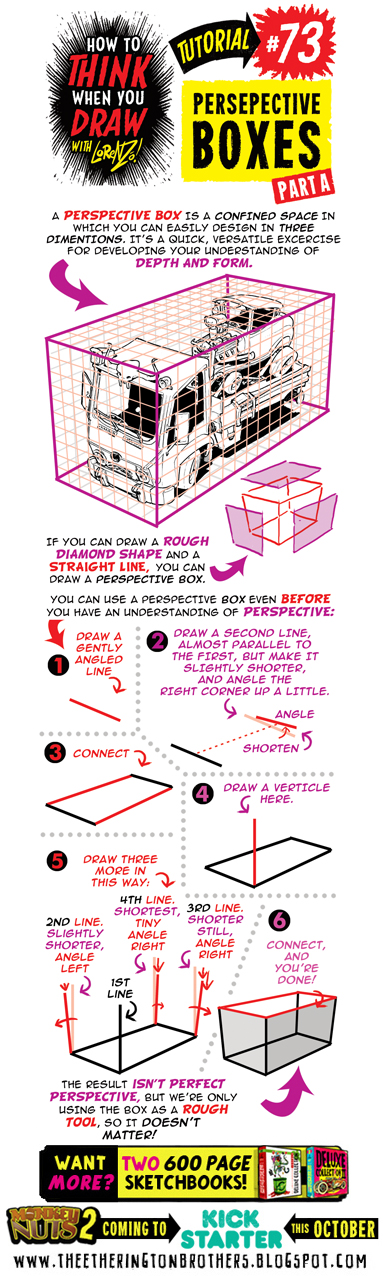 HOW TO
THINK
WHEN YOU
DRAW
WITH LORENZO!
TUTORIAL
#73
PERSEPECTIVE
BOXES
PART A
A PERSPECTIVE BOX IS A CONFINED SPACE IN
WHICH YOU CAN EASILY DESIGN IN THREE
DIMENTIONS. IT'S A QUICK, VERSATILE EXCERCISE
FOR DEVELOPING YOUR UNDERSTANDING OF
DEPTH AND FORM.
IF YOU CAN DRAW A ROUGH
DIAMOND SHAPE AND A
STRAIGHT LINE, YOU CAN
DRAW A PERSPECTIVE BOX.
YOU CAN USE A PERSPECTIVE BOX EVEN BEFORE
YOU HAVE AN UNDERSTANDING OF PERSPECTIVE:
1
DRAW A
GENTLY
ANGLED
LINE
2
DRAW A SECOND LINE,
ALMOST PARALLEL TO
THE FIRST, BUT MAKE IT
SLIGHTLY SHORTER,
AND ANGLE THE
RIGHT CORNER UP A LITTLE.
ANGLE
SHORTEN
3
CONNECT
4
DRAW A VERTICLE
HERE.
5
DRAW THREE
MORE IN
THIS WAY:
2ND LINE.
SLIGHTLY
SHORTER,
ANGLE
LEFT
1ST
LINE
4TH LINE.
SHORTEST,
TINY
ANGLE
RIGHT
3RD LINE.
SHORTER
STILL,
ANGLE
RIGHT
6
CONNECT,
AND
YOU'RE
DONE!
THE RESULT ISN'T PERFECT
PERSPECTIVE, BUT WE'RE ONLY
USING THE BOX AS A ROUGH
TOOL, SO IT DOESN'T
MATTER!
WANT
MORE?
TWO 600 PAGE
SKETCHBOOKS!
DELUXE
COLLECTION
MONKEY
NUTS 2
COMING TO
KICK
STARTER
THIS OCTOBER
WWW.THEETHERINGTONBROTHERS.BLOGSPOT.COM